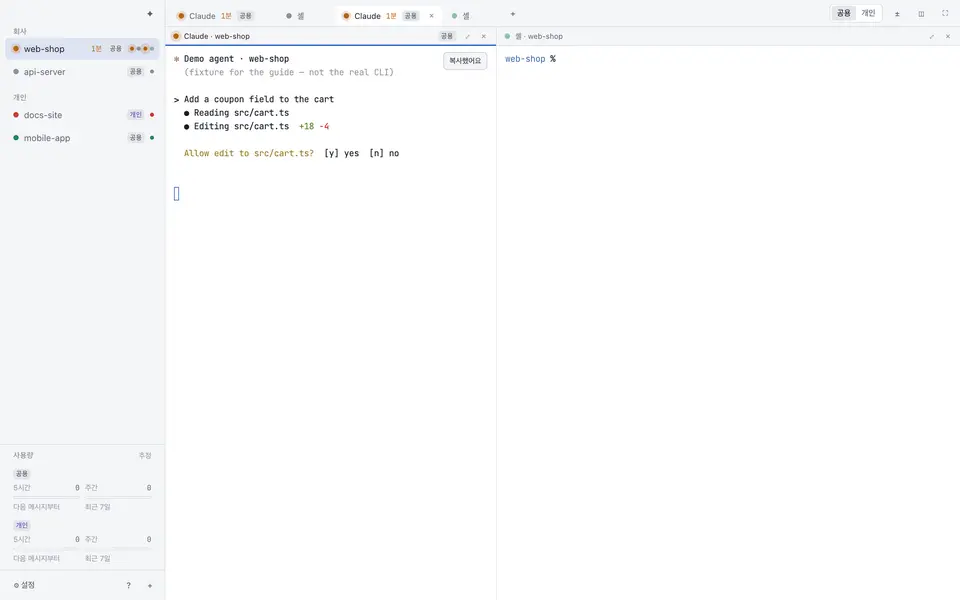 회사
web-shop 1분 공용
api-server 공용
개인
docs-site 개인
mobile-app 공용
사용량 추정
공용
5시간 0 주간 0
다음 메시지부터 최근 7일
개인
5시간 0 주간 0
다음 메시지부터 최근 7일
설정 ?
Claude 1분 공용
셸
Claude 1분 공용 ×
셸
+
공용 개인
Claude · web-shop 공용 ×
Demo agent · web-shop
(fixture for the guide — not the real CLI)
복사했어요
> Add a coupon field to the cart
● Reading src/cart.ts
● Editing src/cart.ts +18 -4
Allow edit to src/cart.ts? [y] yes [n] no
셸 · web-shop ×
web-shop %